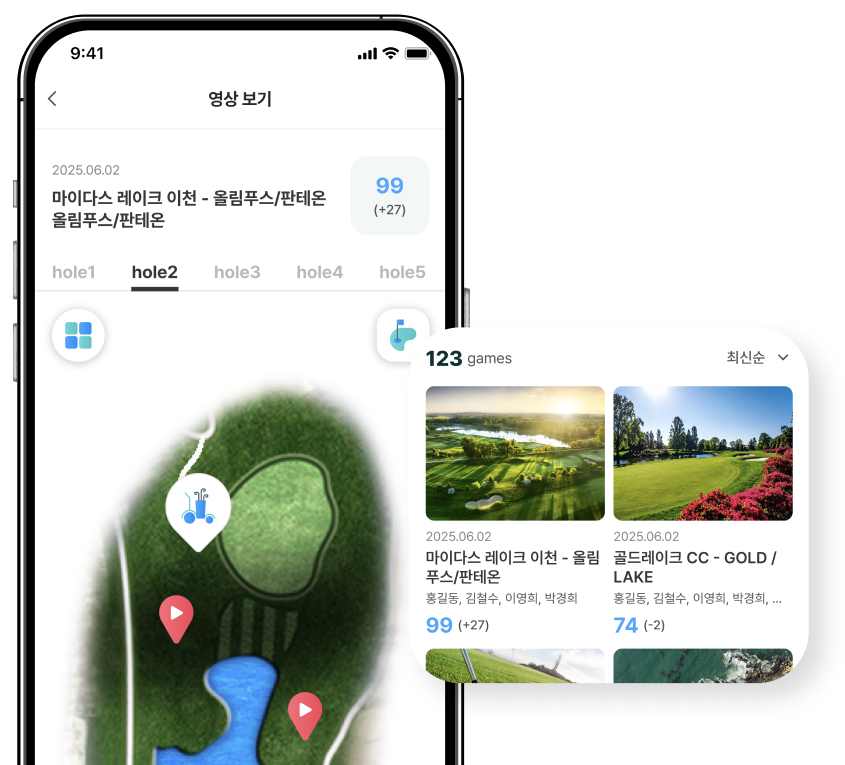 9:41
영상 보기
2025.06.02
마이다스 레이크 이천 - 올림푸스/판테온
올림푸스/판테온
99
(+27)
hole1 hole2 hole3 hole4 hole5
123 games 최신순
2025.06.02
마이다스 레이크 이천 - 올림
푸스/판테온
홍길동, 김철수, 이영희, 박경희
99 (+27)
2025.06.02
골드레이크 CC - GOLD /
LAKE
홍길동, 김철수, 이영희, 박경희, ...
74 (-2)